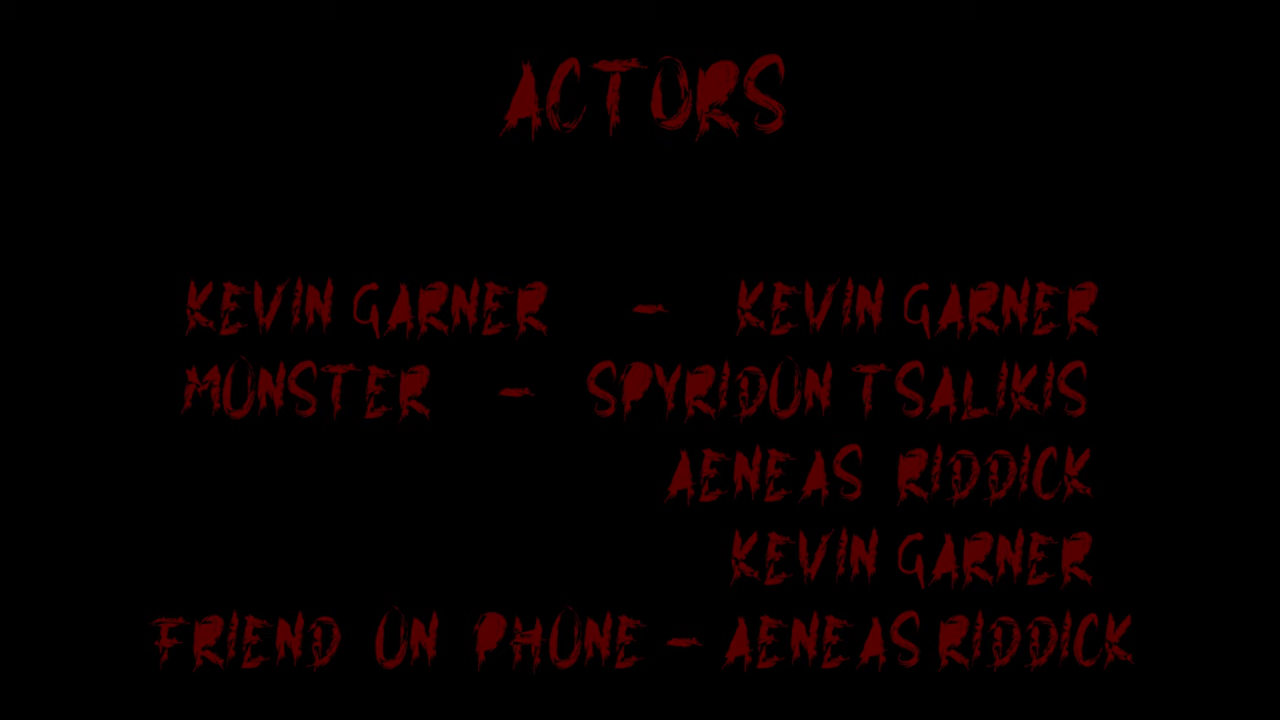 ACTORS
KEVIN GARNER - KEVIN GARNER
MONSTER - SPYRIDON TSALIKIS
AENEAS RIDDICK
KEVIN GARNER
FRIEND ON PHONE - AENEAS RIDDICK